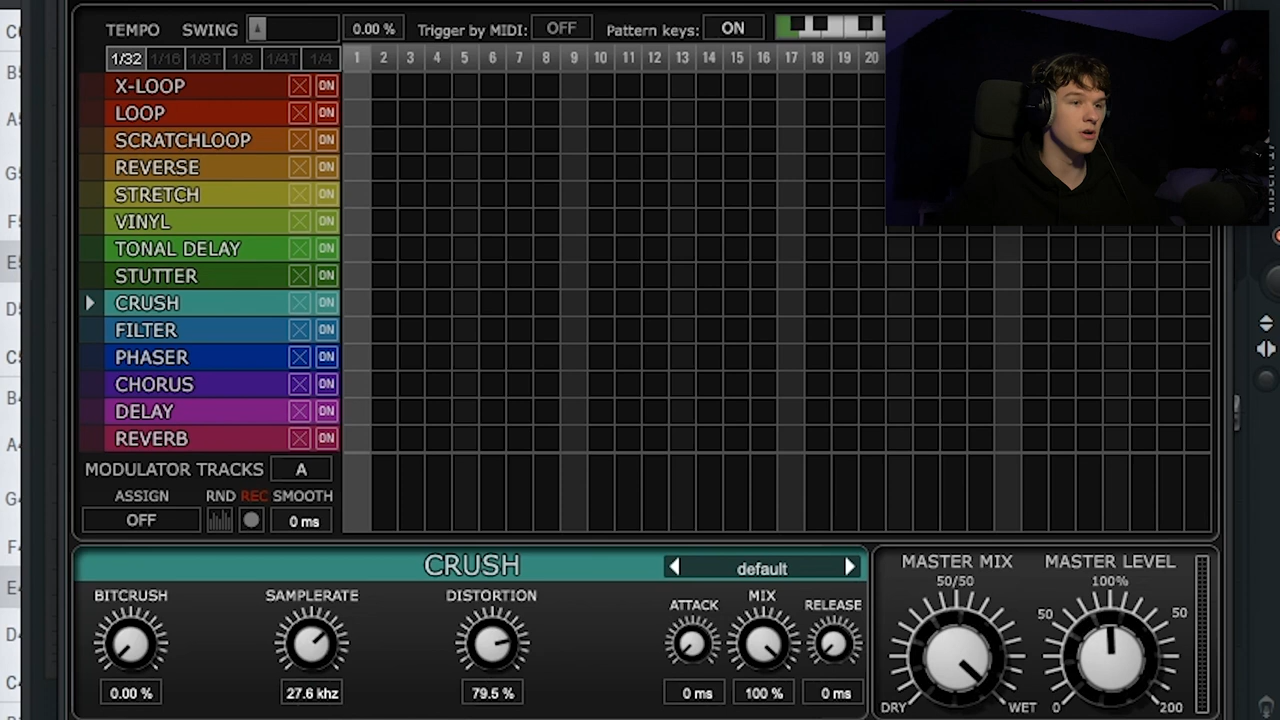 TEMPO SWING 0.00 % Trigger by MIDI: OFF Pattern keys: ON
1/32 1/16 1/8T 1/8 1/4T 1/4 1 2 3 4 5 6 7 8 9 10 11 12 13 14 15 16 17 18 19 20
X-LOOP ON
LOOP ON
SCRATCHLOOP ON
REVERSE ON
STRETCH ON
VINYL ON
TONAL DELAY ON
STUTTER ON
CRUSH ON
FILTER ON
PHASER ON
CHORUS ON
DELAY ON
REVERB ON
MODULATOR TRACKS A
ASSIGN RND REC SMOOTH
OFF 0 ms
CRUSH default
BITCRUSH SAMPLERATE DISTORTION ATTACK MIX RELEASE
0.00 % 27.6 khz 79.5 % 0 ms 100 % 0 ms
MASTER MIX MASTER LEVEL
50/50 100%
50 50
DRY WET 0 200